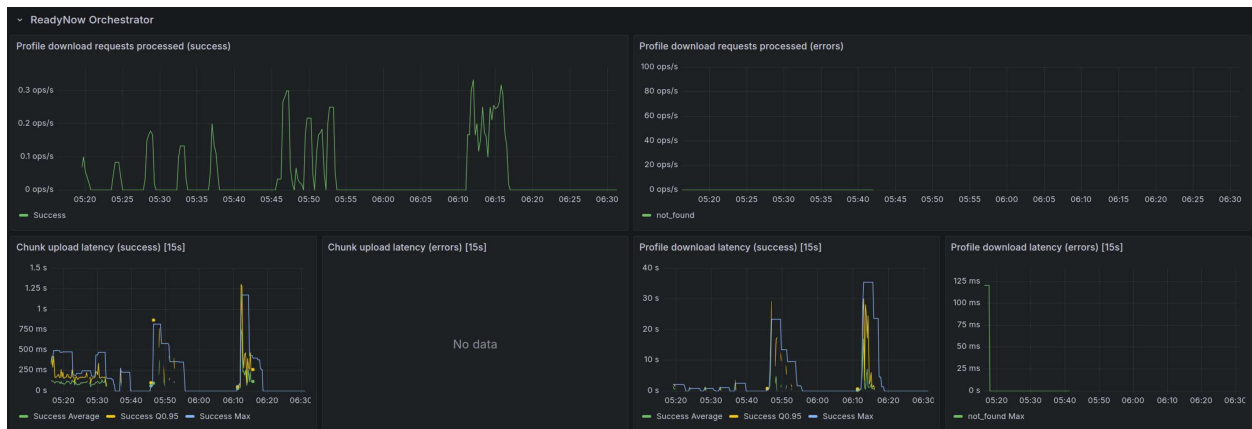 ReadyNow Orchestrator
Profile download requests processed (success)
0.3 ops/s
0.2 ops/s
0.1 ops/s
0 ops/s
05:20 05:25 05:30 05:35 05:40 05:45 05:50 05:55 06:00 06:05 06:10 06:15 06:20 06:25 06:30
Success
Profile download requests processed (errors)
100 ops/s
80 ops/s
60 ops/s
40 ops/s
20 ops/s
0 ops/s
05:20 05:25 05:30 05:35 05:40 05:45 05:50 05:55 06:00 06:05 06:10 06:15 06:20 06:25 06:30
not_found
Chunk upload latency (success) [15s]
1.5 s
1.25 s
1 s
750 ms
500 ms
250 ms
0 s
05:20 05:30 05:40 05:50 06:00 06:10 06:20 06:30
Success Average Success Q0.95 Success Max
Chunk upload latency (errors) [15s]
No data
Profile download latency (success) [15s]
40 s
30 s
20 s
10 s
0 s
05:20 05:30 05:40 05:50 06:00 06:10 06:20 06:30
Success Average Success Q0.95 Success Max
Profile download latency (errors) [15s]
125 ms
100 ms
75 ms
50 ms
25 ms
0 s
05:20 05:30 05:40 05:50 06:00 06:10 06:20 06:30
not_found Max